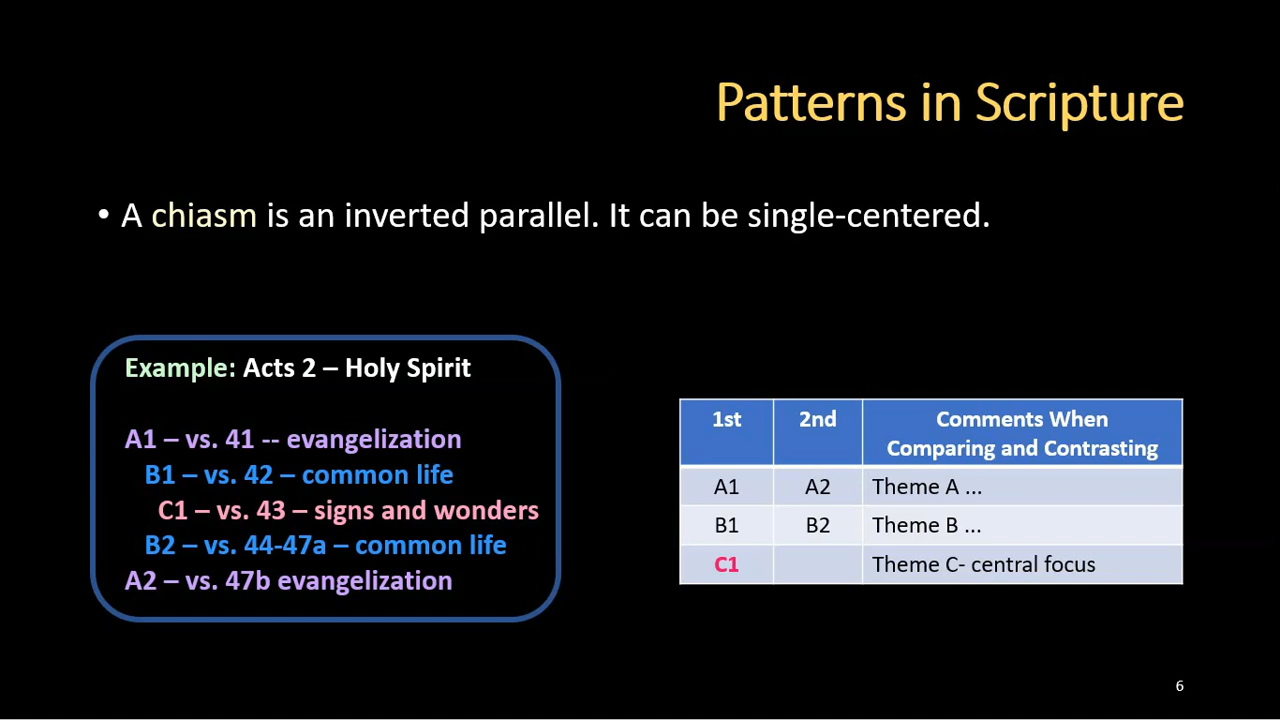 Patterns in Scripture
• A chiasm is an inverted parallel. It can be single-centered.
Example: Acts 2 – Holy Spirit
A1 – vs. 41 -- evangelization
B1 – vs. 42 – common life
C1 – vs. 43 – signs and wonders
B2 – vs. 44-47a – common life
A2 – vs. 47b evangelization
1st 2nd Comments When
Comparing and Contrasting
A1 A2 Theme A ...
B1 B2 Theme B ...
C1 Theme C- central focus
6